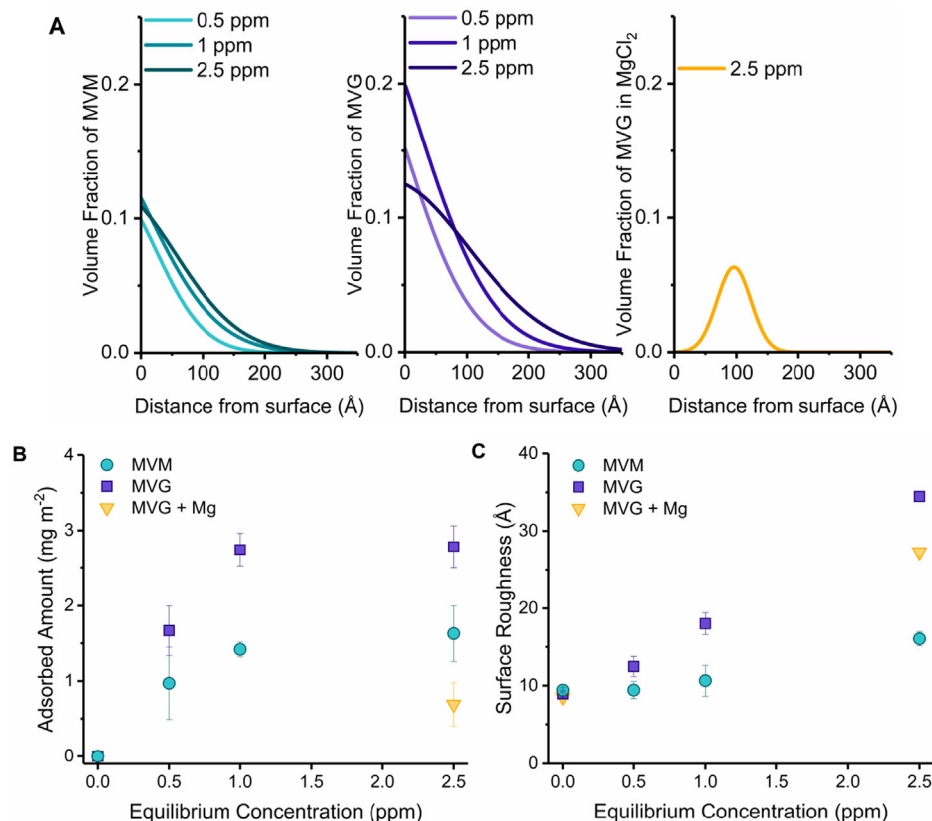 A
0.5 ppm
1 ppm
2.5 ppm
Volume Fraction of MVM
0.2
0.1
0.0
0 100 200 300
Distance from surface (Å)
0.5 ppm
1 ppm
2.5 ppm
Volume Fraction of MVG
0.2
0.1
0.0
0 100 200 300
Distance from surface (Å)
2.5 ppm
Volume Fraction of MVG in MgCl₂
0.2
0.1
0.0
0 100 200 300
Distance from surface (Å)
B
MVM
MVG
MVG + Mg
Adsorbed Amount (mg m⁻²)
4
3
2
1
0
0.0 0.5 1.0 1.5 2.0 2.5
Equilibrium Concentration (ppm)
C
MVM
MVG
MVG + Mg
Surface Roughness (Å)
40
30
20
10
0
0.0 0.5 1.0 1.5 2.0 2.5
Equilibrium Concentration (ppm)